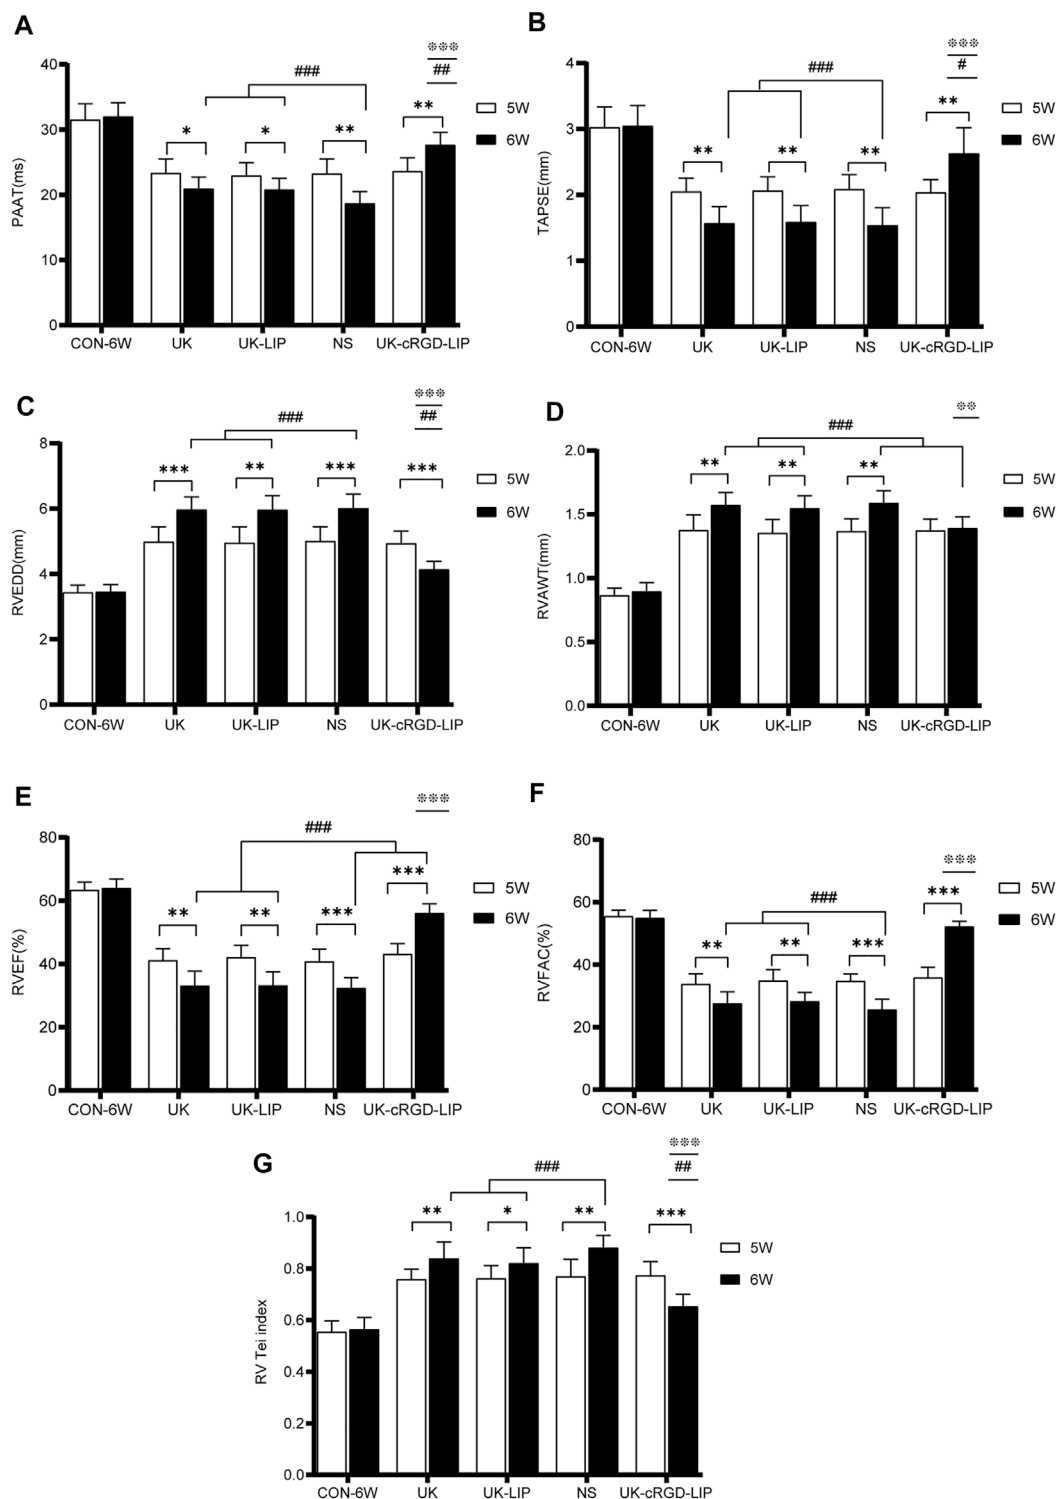 A
PAAT(ms)
40
30
20
10
0
*
*
**
###
**
##
❊❊❊
5W
6W
CON-6W UK UK-LIP NS UK-cRGD-LIP
B
TAPSE(mm)
4
3
2
1
0
**
**
**
###
**
#
❊❊❊
5W
6W
CON-6W UK UK-LIP NS UK-cRGD-LIP
C
RVEDD(mm)
8
6
4
2
0
***
**
***
###
***
##
❊❊❊
5W
6W
CON-6W UK UK-LIP NS UK-cRGD-LIP
D
RVAWT(mm)
2.0
1.5
1.0
0.5
0.0
**
**
**
###
❊❊
5W
6W
CON-6W UK UK-LIP NS UK-cRGD-LIP
E
RVEF(%)
80
60
40
20
0
**
**
***
###
***
❊❊❊
5W
6W
CON-6W UK UK-LIP NS UK-cRGD-LIP
F
RVFAC(%)
80
60
40
20
0
**
**
***
###
***
❊❊❊
5W
6W
CON-6W UK UK-LIP NS UK-cRGD-LIP
G
RV Tei index
1.0
0.8
0.6
0.4
0.2
0.0
**
*
**
###
***
##
❊❊❊
5W
6W
CON-6W UK UK-LIP NS UK-cRGD-LIP